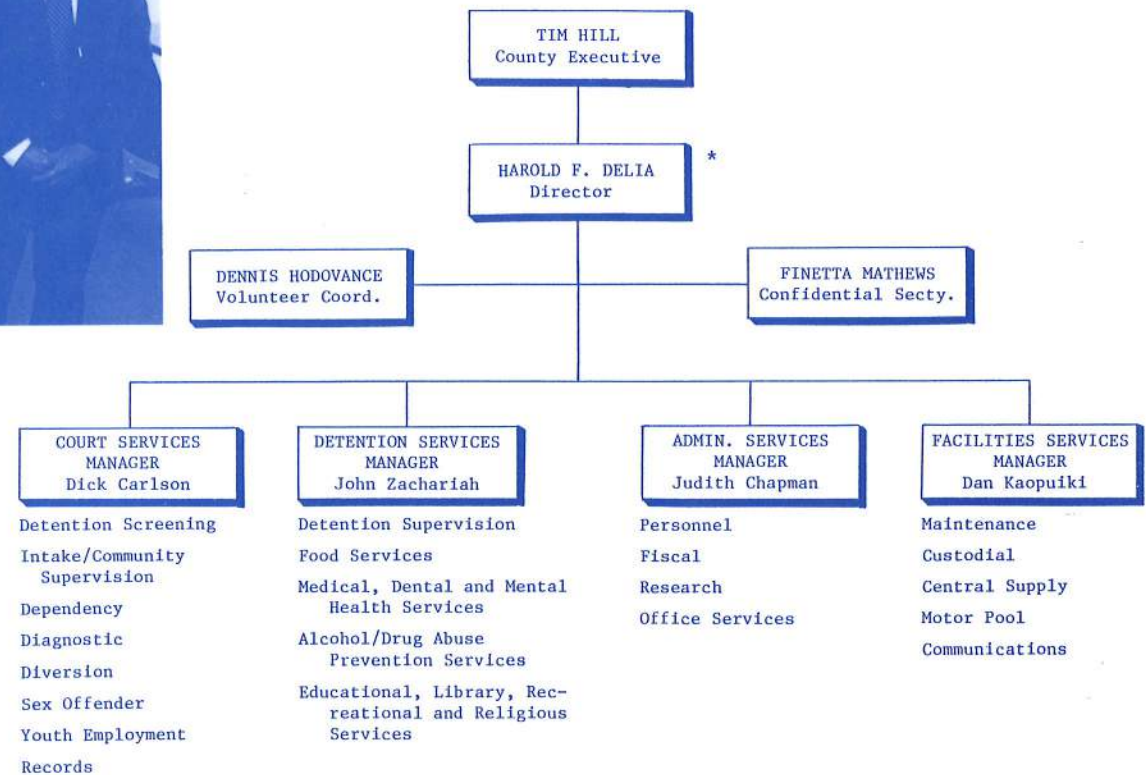 TIM HILL
County Executive
HAROLD F. DELIA
Director
*
DENNIS HODOVANCE
Volunteer Coord.
FINETTA MATHEWS
Confidential Secty.
COURT SERVICES
MANAGER
Dick Carlson
Detention Screening
Intake/Community
Supervision
Dependency
Diagnostic
Diversion
Sex Offender
Youth Employment
Records
DETENTION SERVICES
MANAGER
John Zachariah
Detention Supervision
Food Services
Medical, Dental and Mental
Health Services
Alcohol/Drug Abuse
Prevention Services
Educational, Library, Rec-
reational and Religious
Services
ADMIN. SERVICES
MANAGER
Judith Chapman
Personnel
Fiscal
Research
Office Services
FACILITIES SERVICES
MANAGER
Dan Kaopuiki
Maintenance
Custodial
Central Supply
Motor Pool
Communications